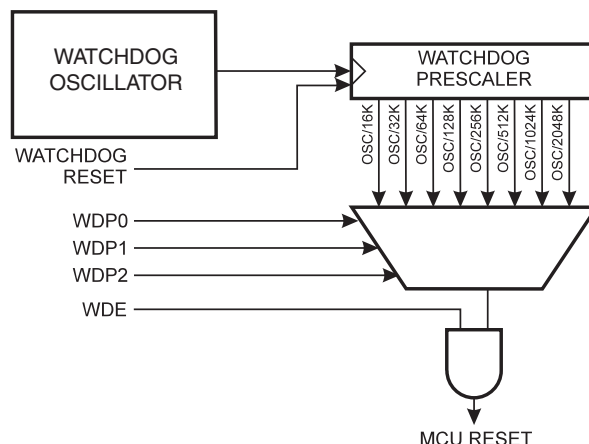 WATCHDOG
OSCILLATOR
WATCHDOG
PRESCALER
WATCHDOG
RESET
OSC/16K
OSC/32K
OSC/64K
OSC/128K
OSC/256K
OSC/512K
OSC/1024K
OSC/2048K
WDP0
WDP1
WDP2
WDE
MCU RESET